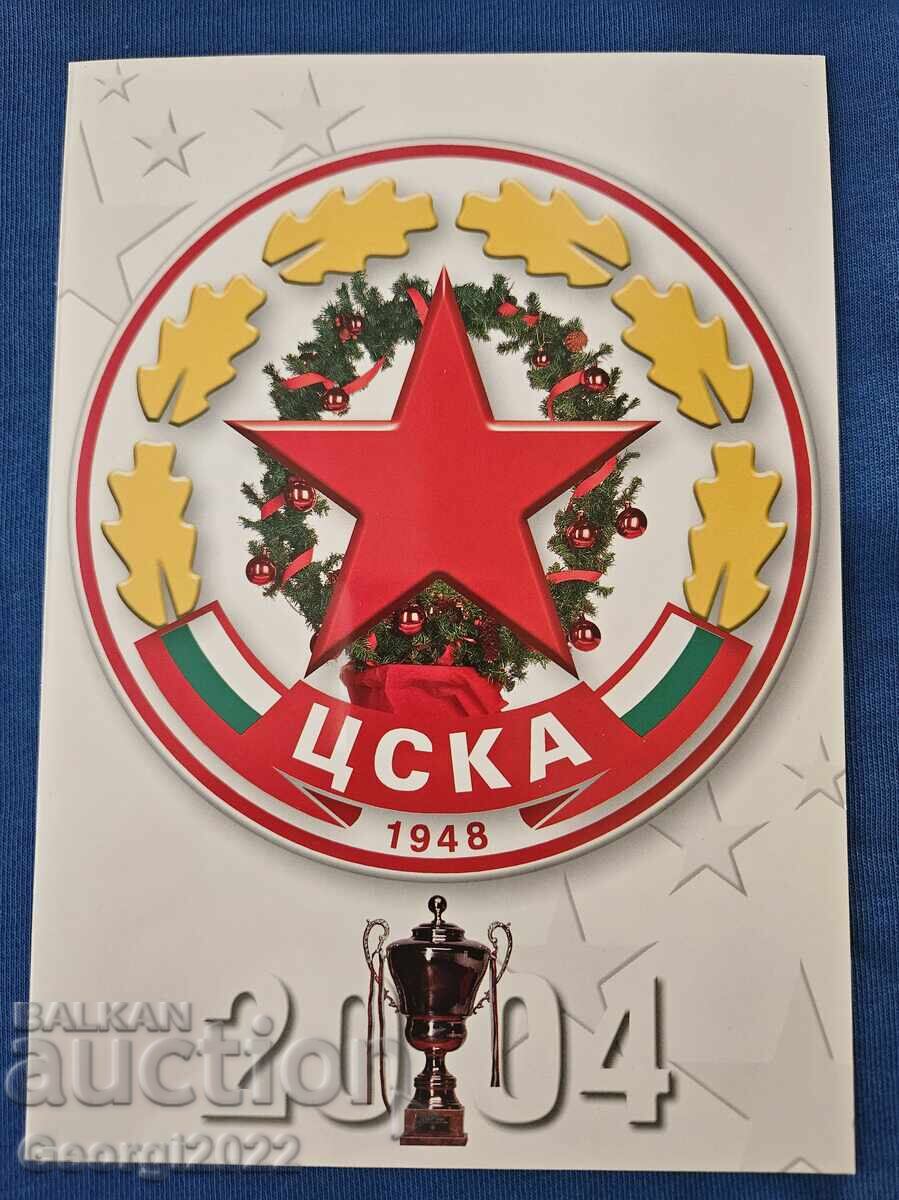 ЦСКА
1948
2004
BALKAN
auction
Georgi2022